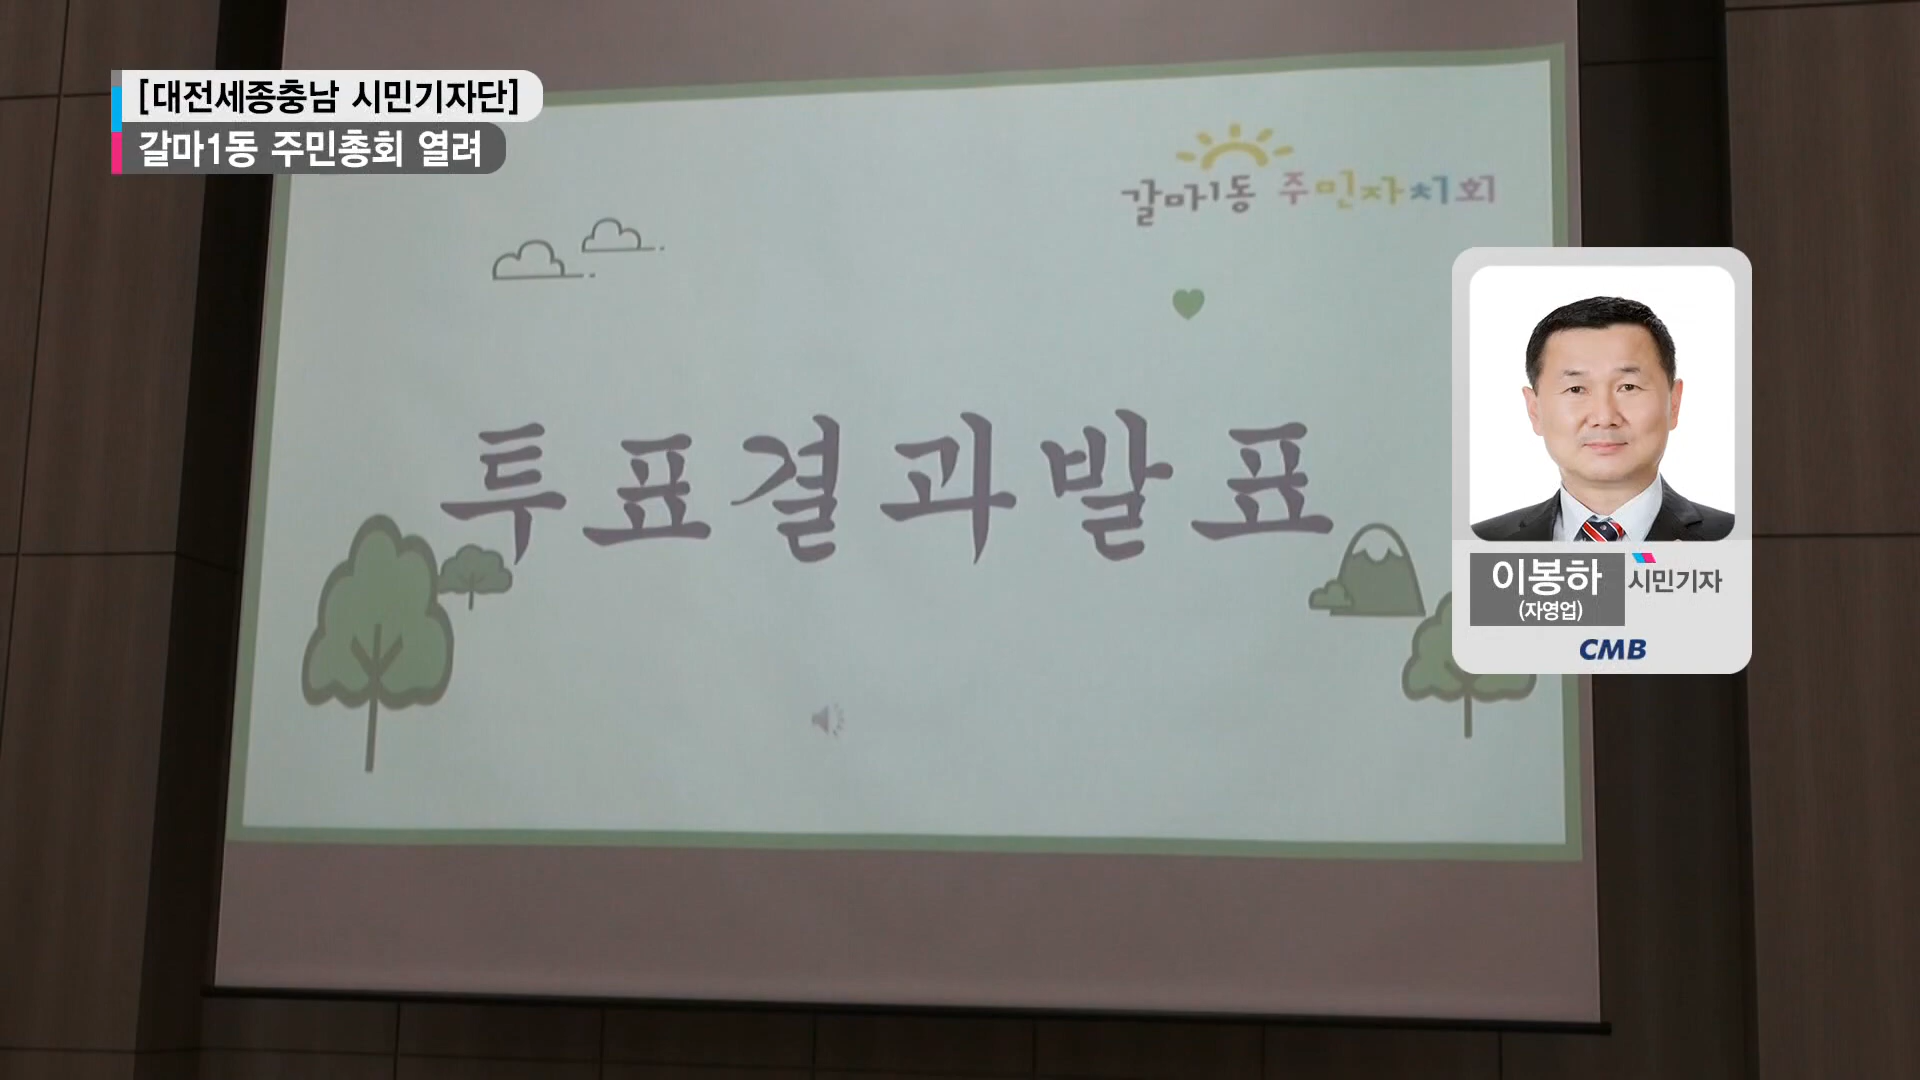 [대전세종충남 시민기자단]
갈마1동 주민총회 열려
갈마1동 주민자치회
투표결과발표
이봉하
(자영업)
시민기자
CMB